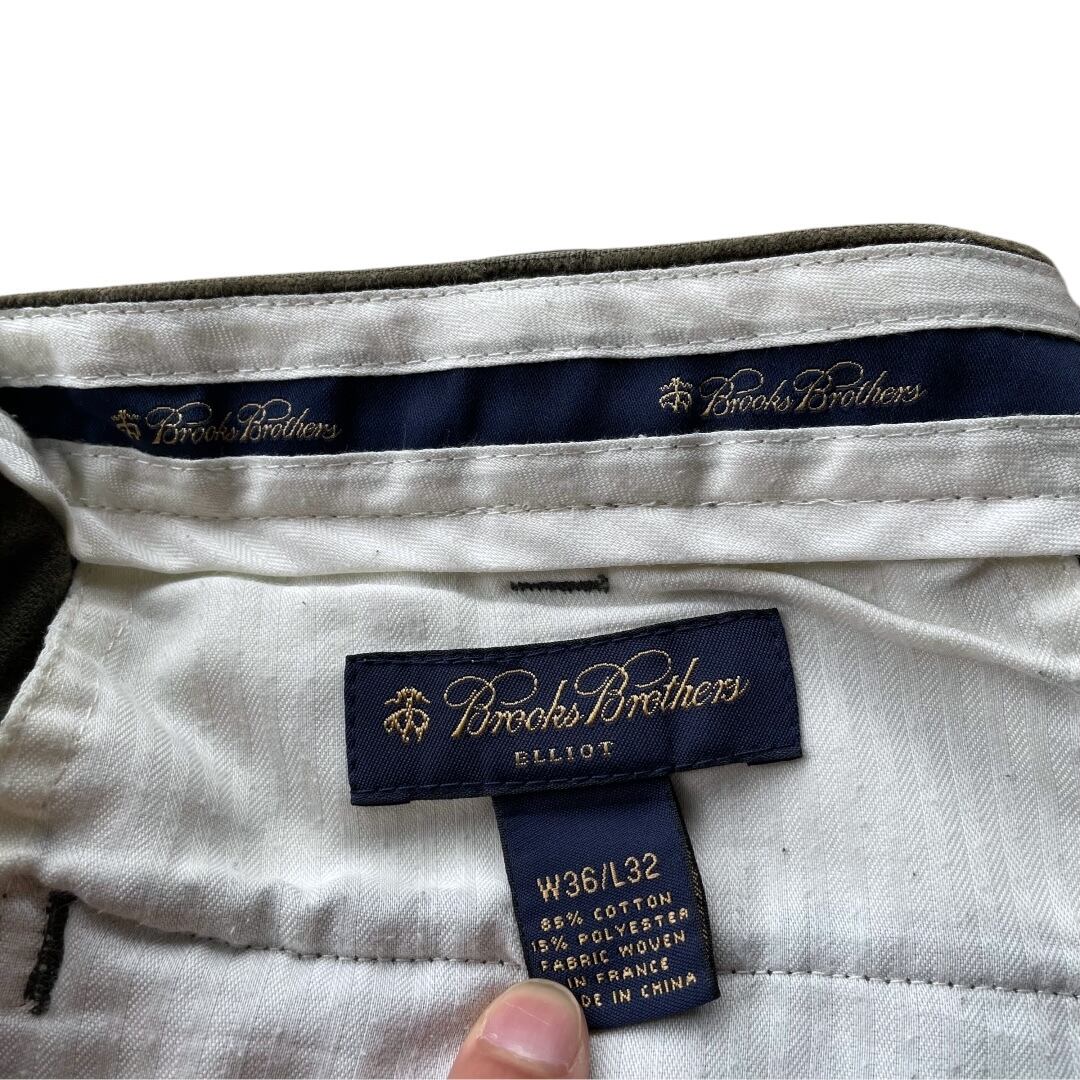 Brooks Brothers
Brooks Brothers
Brooks Brothers
ELLIOT
W36/L32
85% COTTON
15% POLYESTER
FABRIC WOVEN
IN FRANCE
DE IN CHINA